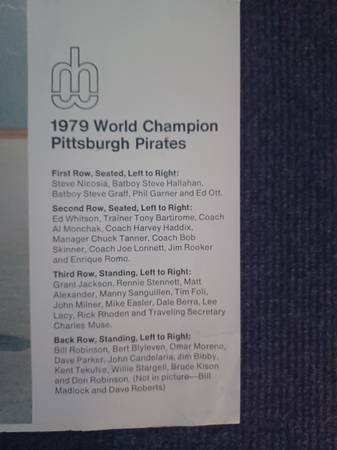 1979 World Champion
Pittsburgh Pirates
First Row, Seated, Left to Right:
Steve Nicosia, Batboy Steve Hallahan,
Batboy Steve Graff, Phil Garner and Ed Ott.
Second Row, Seated, Left to Right:
Ed Whitson, Trainer Tony Bartirome, Coach
Al Monchak, Coach Harvey Haddix,
Manager Chuck Tanner, Coach Bob
Skinner, Coach Joe Lonnett, Jim Rooker
and Enrique Romo.
Third Row, Standing, Left to Right:
Grant Jackson, Rennie Stennett, Matt
Alexander, Manny Sanguillen, Tim Foli,
John Milner, Mike Easler, Dale Berra, Lee
Lacy, Rick Rhoden and Traveling Secretary
Charles Muse.
Back Row, Standing, Left to Right:
Bill Robinson, Bert Blyleven, Omar Moreno,
Dave Parker, John Candelaria, Jim Bibby,
Kent Tekulve, Willie Stargell, Bruce Kison
and Don Robinson. (Not in picture—Bill
Madlock and Dave Roberts)